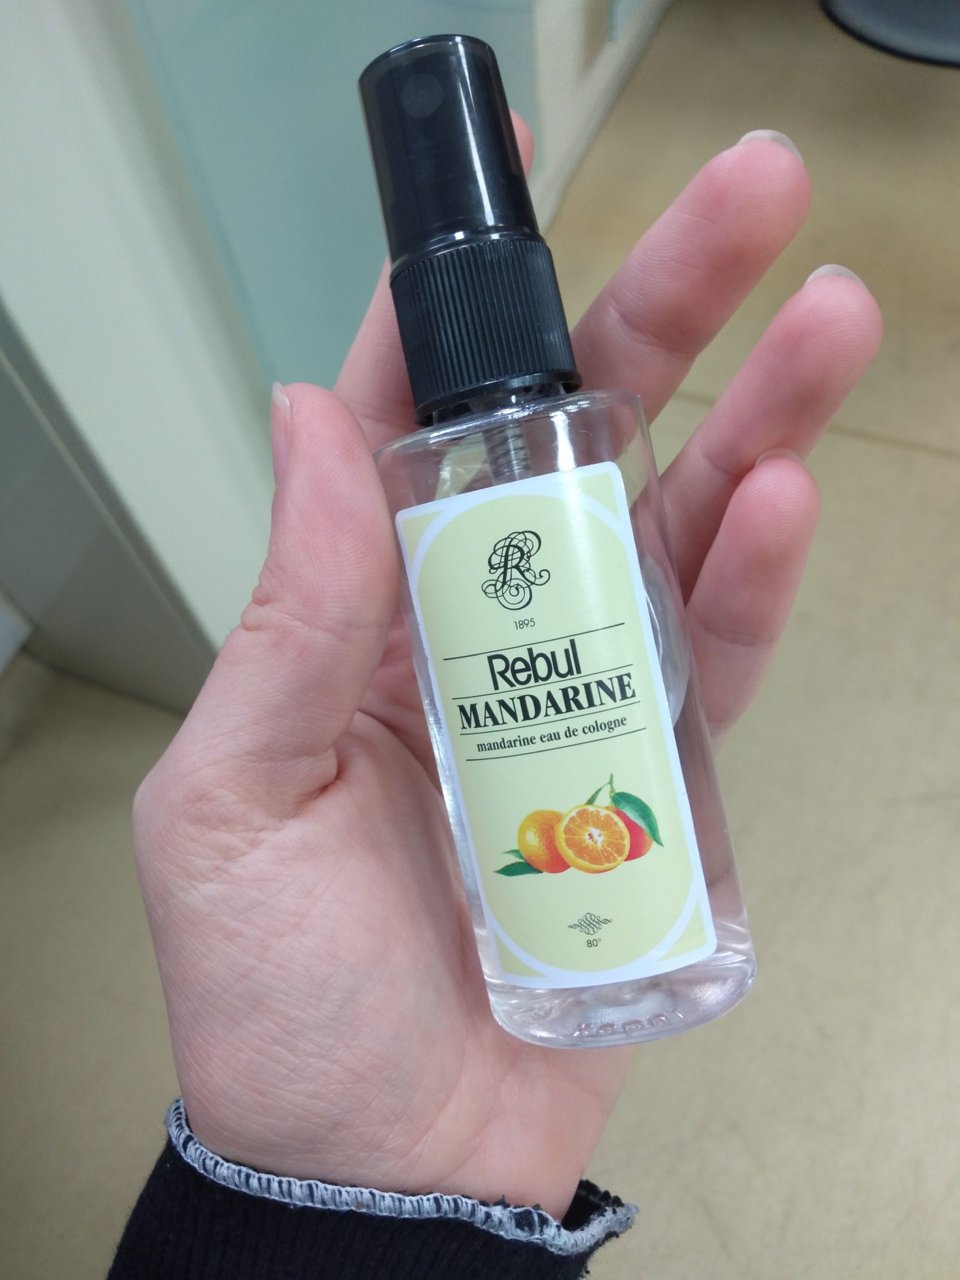 R
1895
Rebul
MANDARINE
mandarine eau de cologne
80°